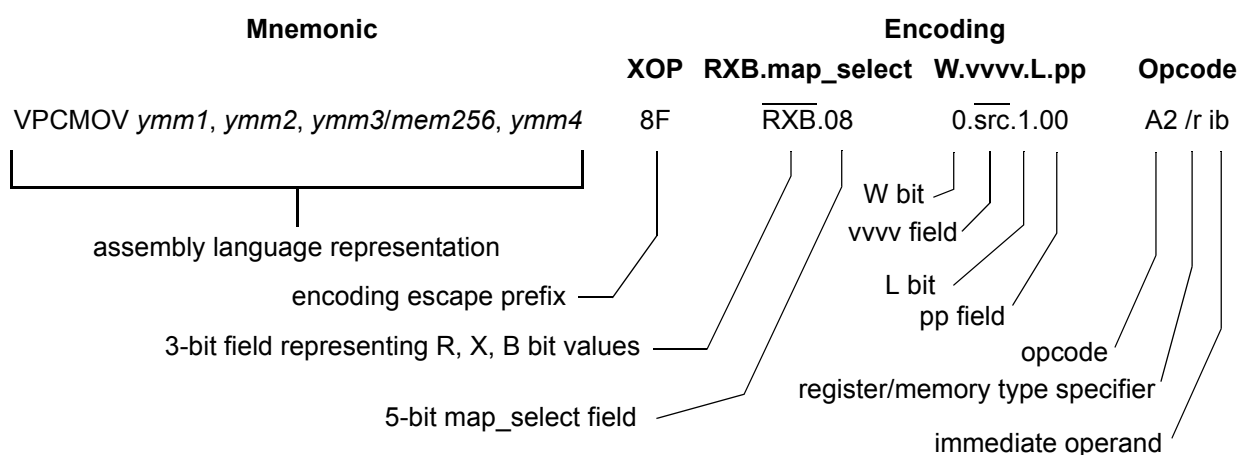 Mnemonic Encoding
XOP RXB.map_select W.vvvv.L.pp Opcode
VPCMOV ymm1, ymm2, ymm3/mem256, ymm4 8F R̅X̅B̅.08 0.s̅r̅c̅.1.00 A2 /r ib
W bit
vvvv field
assembly language representation
L bit
encoding escape prefix
pp field
3-bit field representing R, X, B bit values
opcode
register/memory type specifier
5-bit map_select field
immediate operand